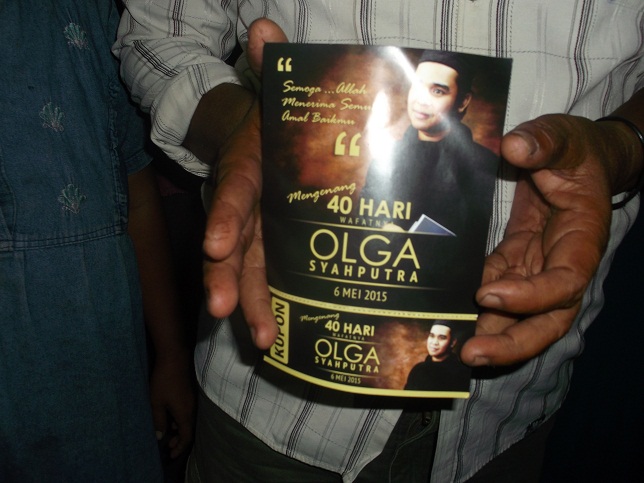 “
Semoga ...Allah
Menerima Semua
Amal Baikmu
“
Mengenang
40 HARI
WAFATNYA
OLGA
SYAHPUTRA
6 MEI 2015
KUPON
Mengenang
40 HARI
WAFATNYA
OLGA
SYAHPUTRA
6 MEI 2015